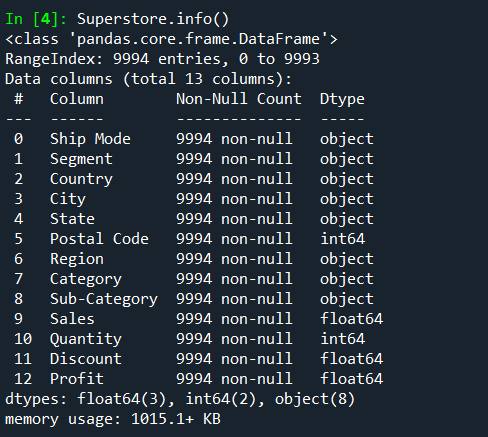 In [4]: Superstore.info()
<class 'pandas.core.frame.DataFrame'>
RangeIndex: 9994 entries, 0 to 9993
Data columns (total 13 columns):
 #   Column        Non-Null Count  Dtype
---  ------        --------------  -----
 0   Ship Mode     9994 non-null   object
 1   Segment       9994 non-null   object
 2   Country       9994 non-null   object
 3   City          9994 non-null   object
 4   State         9994 non-null   object
 5   Postal Code   9994 non-null   int64
 6   Region        9994 non-null   object
 7   Category      9994 non-null   object
 8   Sub-Category  9994 non-null   object
 9   Sales         9994 non-null   float64
 10  Quantity      9994 non-null   int64
 11  Discount      9994 non-null   float64
 12  Profit        9994 non-null   float64
dtypes: float64(3), int64(2), object(8)
memory usage: 1015.1+ KB